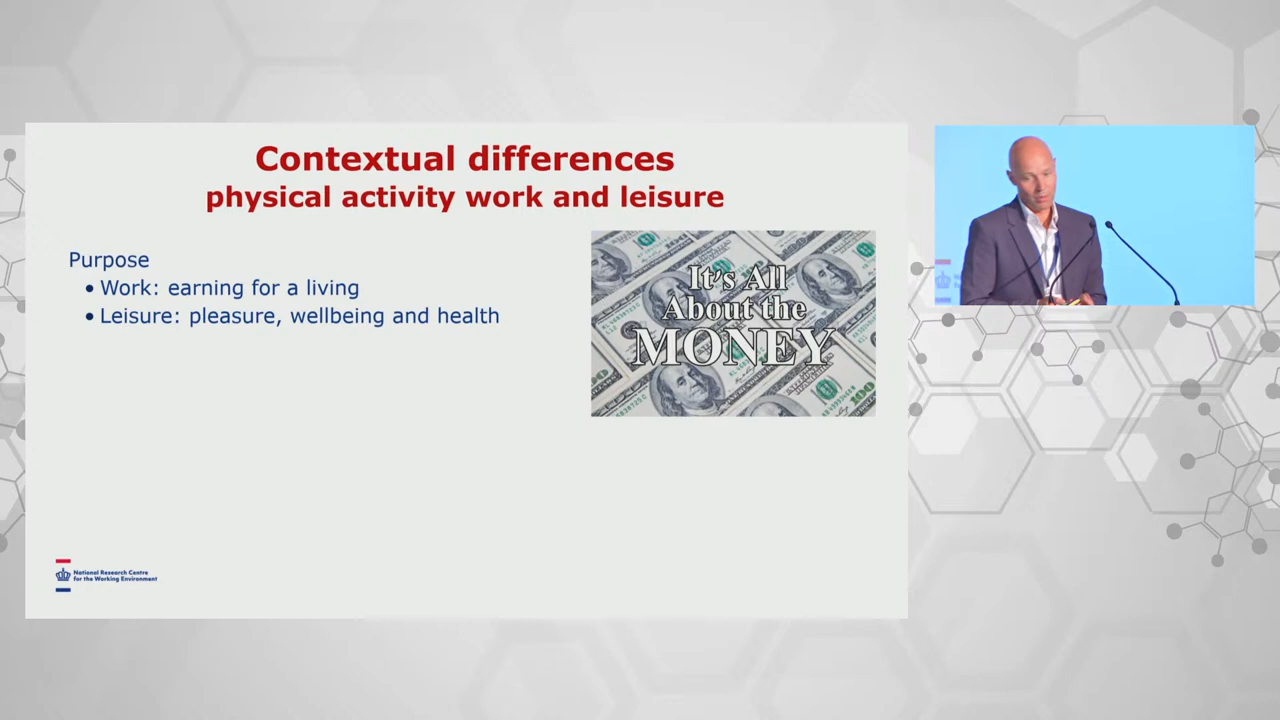 Contextual differences
physical activity work and leisure
Purpose
• Work: earning for a living
• Leisure: pleasure, wellbeing and health
It's All
About the
MONEY
National Research Centre
for the Working Environment